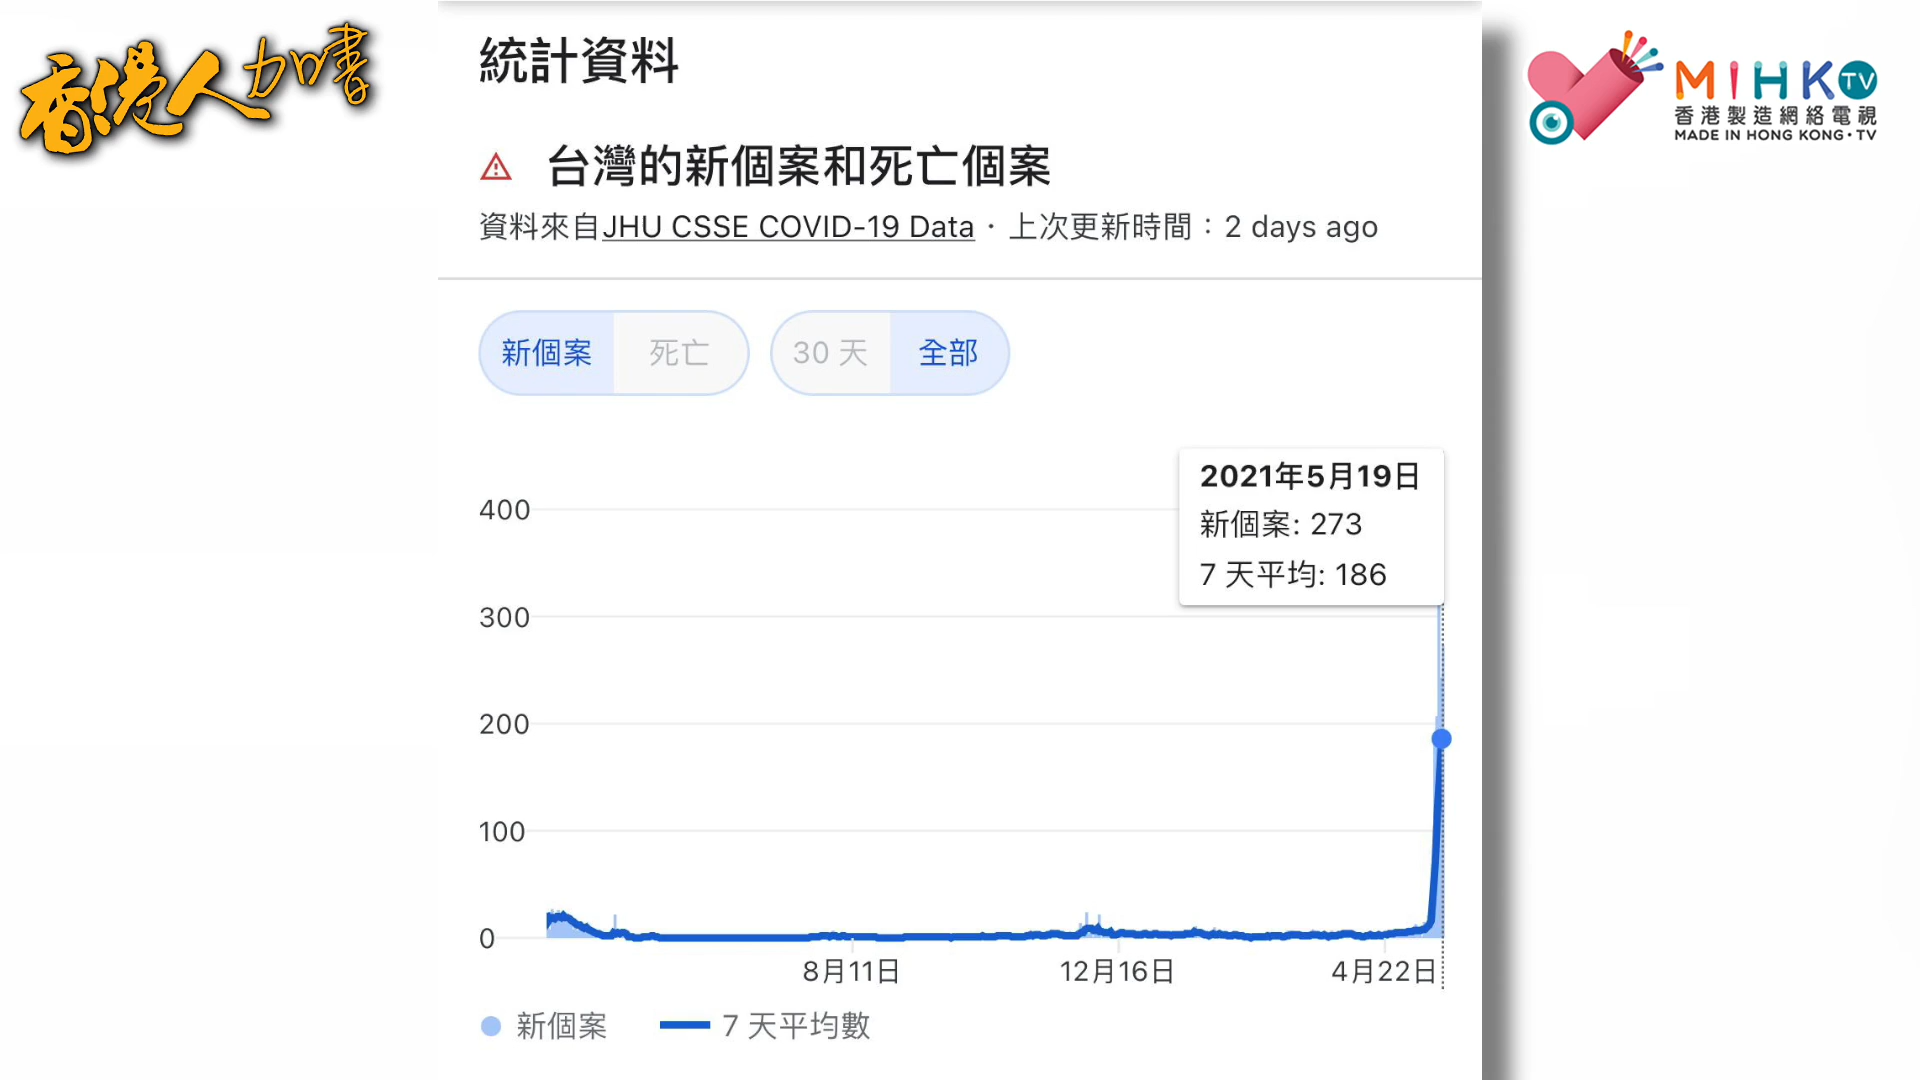 香港人加嘥
MIHK TV
香港製造網絡電視
MADE IN HONG KONG·TV
統計資料
台灣的新個案和死亡個案
資料來自JHU CSSE COVID-19 Data · 上次更新時間：2 days ago
新個案 死亡 30 天 全部
2021年5月19日
新個案: 273
7 天平均: 186
400
300
200
100
0
8月11日 12月16日 4月22日
新個案 7 天平均數